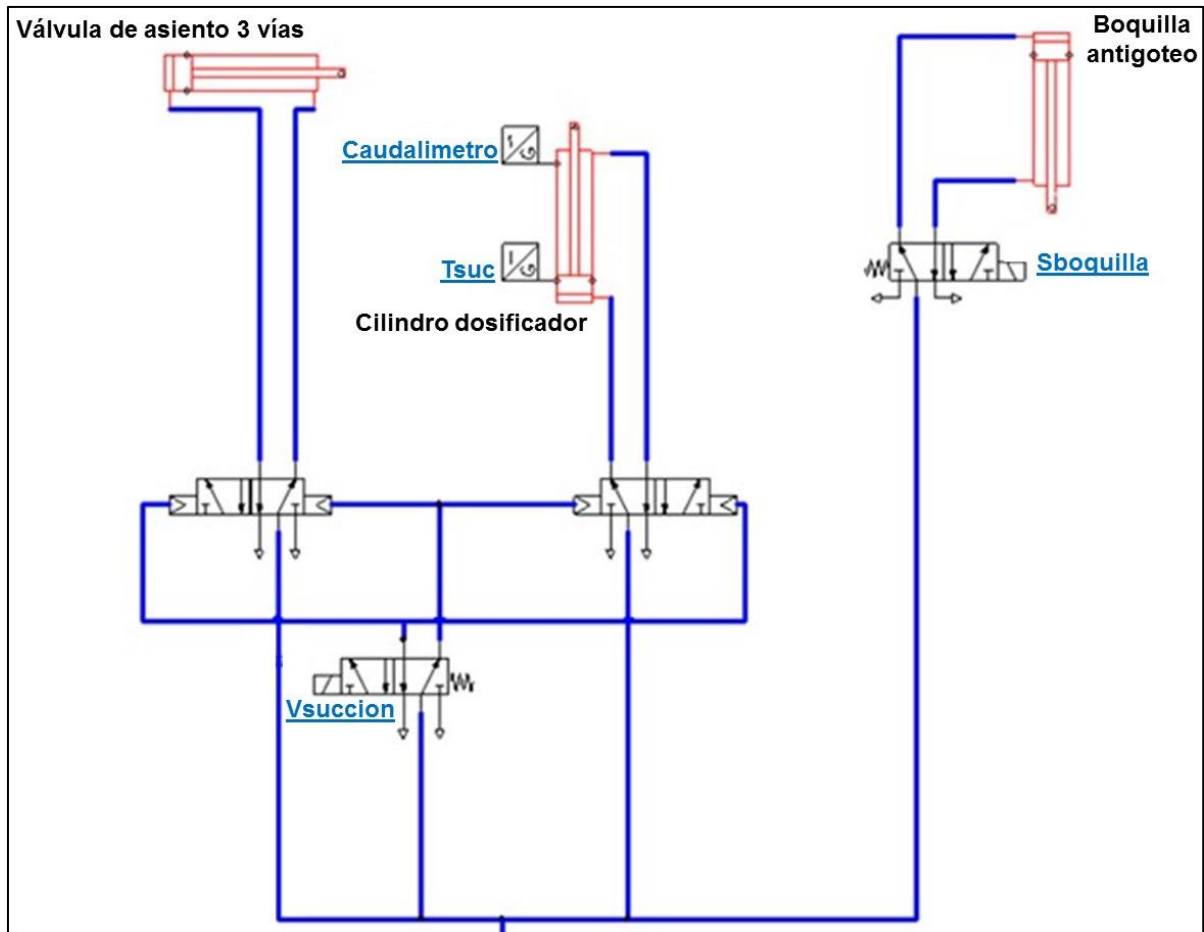 Válvula de asiento 3 vías
Boquilla
antigoteo
Caudalimetro
Tsuc
Sboquilla
Cilindro dosificador
Vsuccion